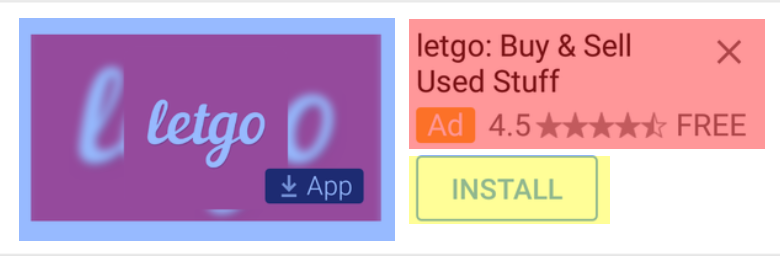 letgo
App
letgo: Buy & Sell
Used Stuff
Ad 4.5 FREE
INSTALL